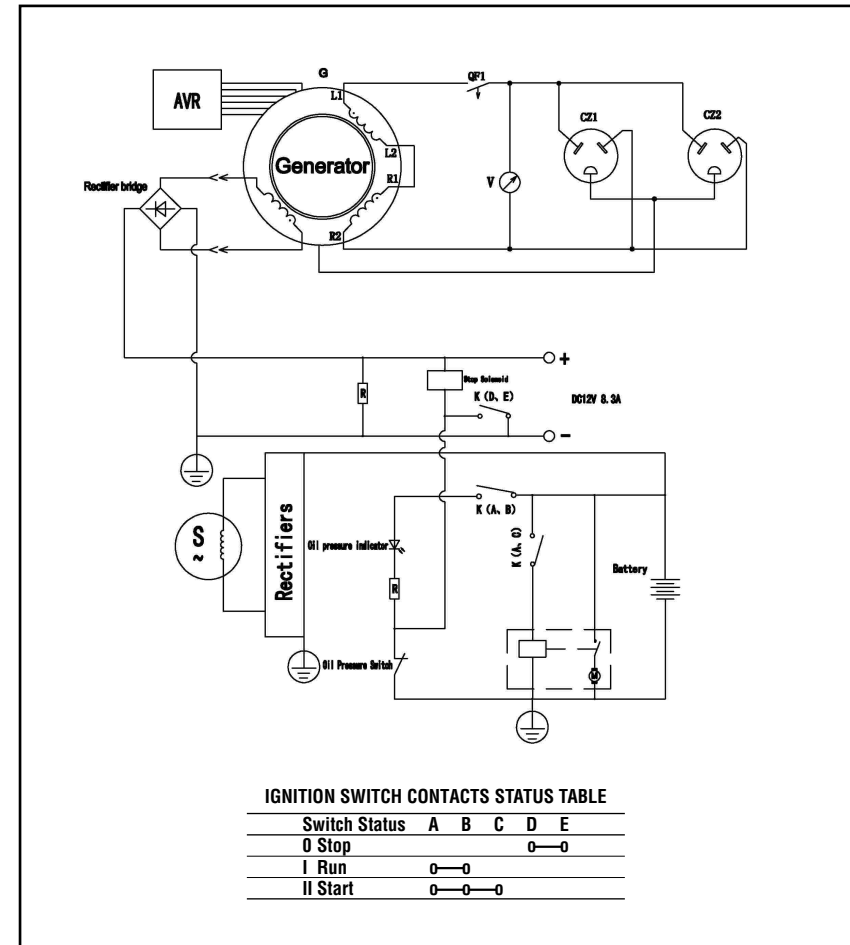 G
QF1
AVR
L1
CZ1
CZ2
L2
Generator
R1
V
Rectifier bridge
R2
+
Stop Solenoid
R
K (D、E)
DC12V 8.3A
−
K (A、B)
S
~
Rectifiers
Oil pressure indicator
K (A、C)
Battery
R
Oil Pressure Switch
M
IGNITION SWITCH CONTACTS STATUS TABLE
Switch Status A B C D E
0 Stop o—o
I Run o—o
II Start o—o—o